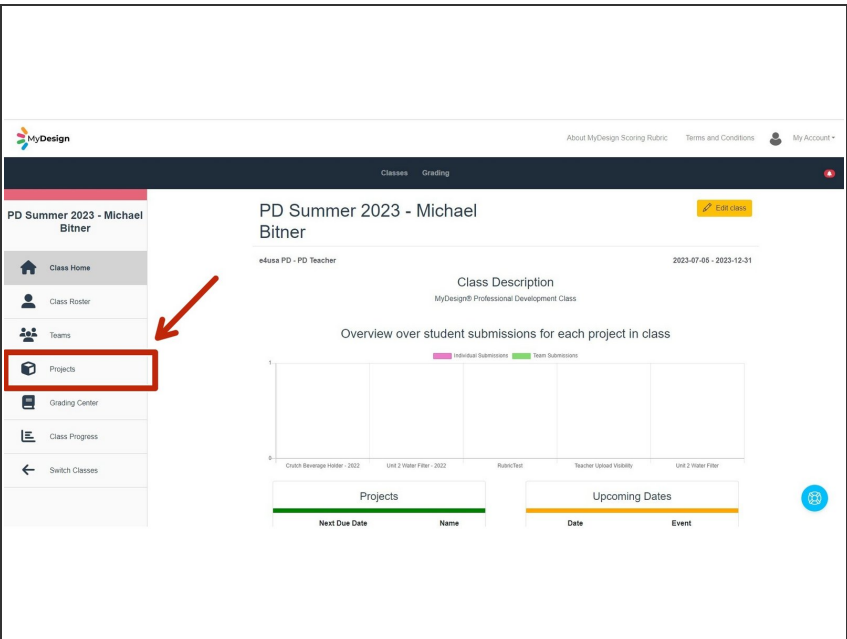 MyDesign
About MyDesign Scoring Rubric Terms and Conditions My Account
Classes Grading
PD Summer 2023 - Michael
Bitner
Class Home
Class Roster
Teams
Projects
Grading Center
Class Progress
Switch Classes
PD Summer 2023 - Michael
Bitner
Edit class
e4usa PD - PD Teacher 2023-07-05 - 2023-12-31
Class Description
MyDesign® Professional Development Class
Overview over student submissions for each project in class
Individual Submissions Team Submissions
1
0
Crutch Beverage Holder - 2022 Unit 2 Water Filter - 2022 RubricTest Teacher Upload Visibility Unit 2 Water Filter
Projects
Next Due Date Name
Upcoming Dates
Date Event